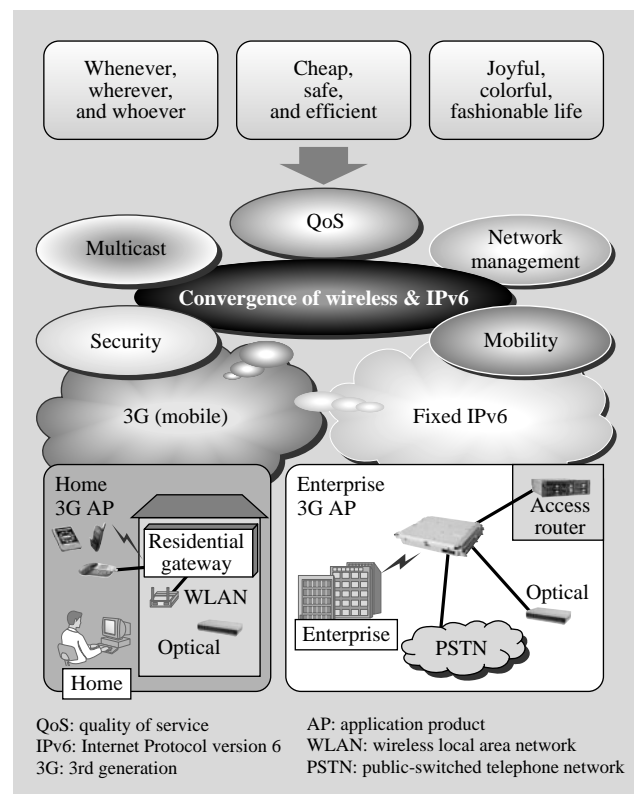 Whenever,
wherever,
and whoever
Cheap,
safe,
and efficient
Joyful,
colorful,
fashionable life
QoS
Multicast
Network
management
Convergence of wireless & IPv6
Security
Mobility
3G (mobile)
Fixed IPv6
Home
3G AP
Residential
gateway
WLAN
Optical
Home
Enterprise
3G AP
Access
router
Optical
Enterprise
PSTN
QoS: quality of service
IPv6: Internet Protocol version 6
3G: 3rd generation
AP: application product
WLAN: wireless local area network
PSTN: public-switched telephone network